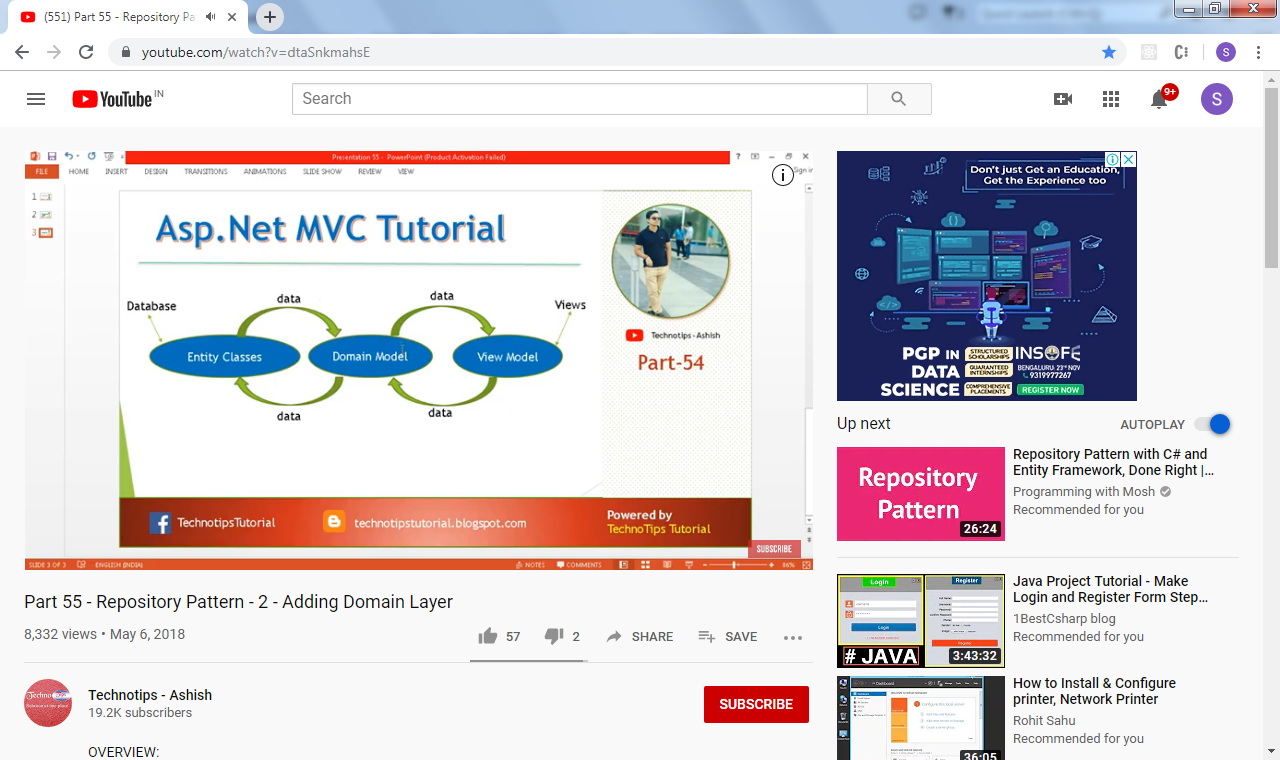 (551) Part 55 - Repository Pa
youtube.com/watch?v=dtaSnkmahsE
S
YouTube IN
Search
9+
S
Presentation 55 - PowerPoint (Product Activation Failed)
FILE HOME INSERT DESIGN TRANSITIONS ANIMATIONS SLIDE SHOW REVIEW VIEW
Sign in
1
2
3
Asp.Net MVC Tutorial
Database
data
data
Views
Entity Classes
Domain Model
View Model
data
data
Technotips - Ashish
Part-54
TechnotipsTutorial
technotipstutorial.blogspot.com
Powered by
TechnoTips Tutorial
SUBSCRIBE
SLIDE 3 OF 3 ENGLISH (INDIA) NOTES COMMENTS 86%
Part 55 - Repository Pattern - 2 - Adding Domain Layer
8,332 views • May 6, 2018
57
2
SHARE
SAVE
Technotips - Ashish
19.2K subscribers
SUBSCRIBE
OVERVIEW:
Don't just Get an Education,
Get the Experience too
PGP IN
DATA
SCIENCE
STRUCTURED
SCHOLARSHIPS
GUARANTEED
INTERNSHIPS
COMPREHENSIVE
PLACEMENTS
INSOFE
BENGALURU: 23rd NOV
9319977267
REGISTER NOW
Up next
AUTOPLAY
Repository
Pattern
26:24
Repository Pattern with C# and
Entity Framework, Done Right |...
Programming with Mosh
Recommended for you
Login
Register
# JAVA
3:43:32
Java Project Tutorial - Make
Login and Register Form Step...
1BestCsharp blog
Recommended for you
36:05
How to Install & Configure
printer, Network Printer
Rohit Sahu
Recommended for you